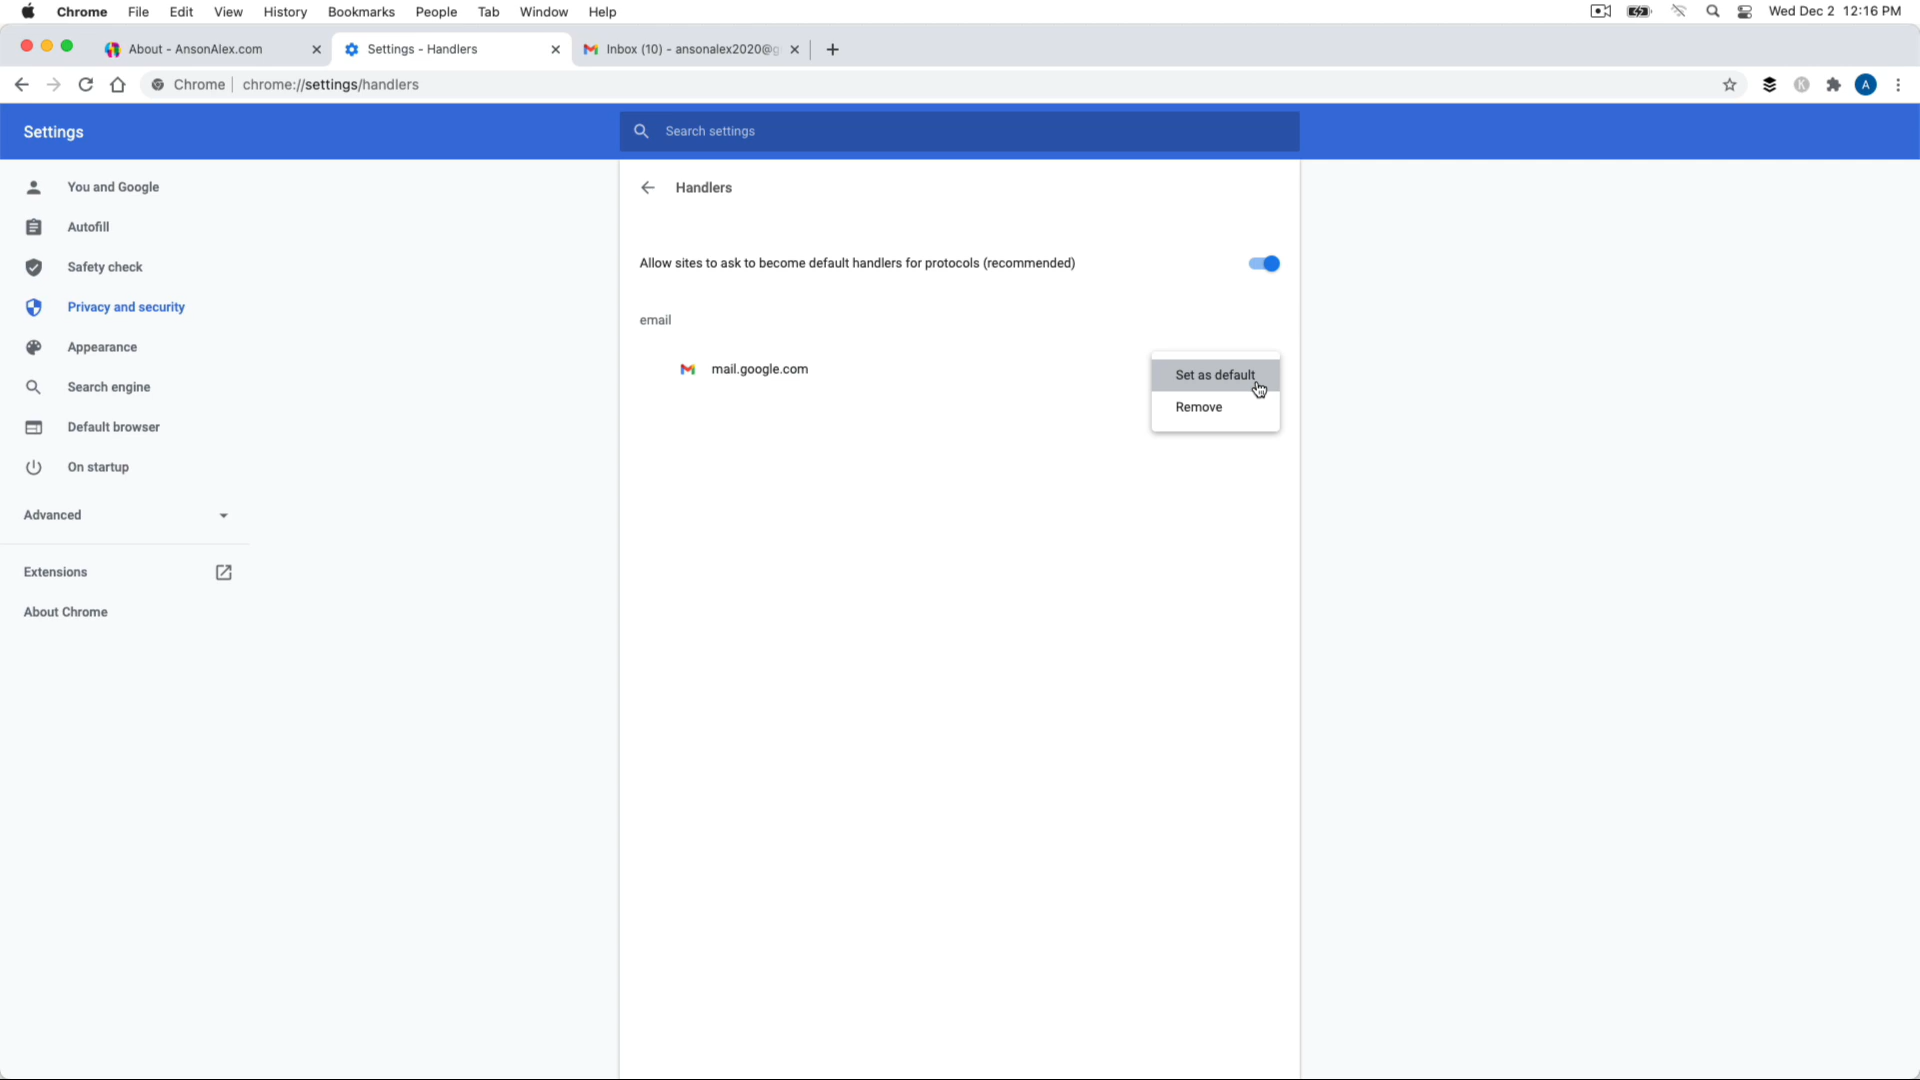 Chrome File Edit View History Bookmarks People Tab Window Help Wed Dec 2 12:16 PM
About - AnsonAlex.com Settings - Handlers Inbox (10) - ansonalex2020@g
Chrome | chrome://settings/handlers A
Settings
Search settings
You and Google
Autofill
Safety check
Privacy and security
Appearance
Search engine
Default browser
On startup
Advanced
Extensions
About Chrome
Handlers
Allow sites to ask to become default handlers for protocols (recommended)
email
mail.google.com
Set as default
Remove